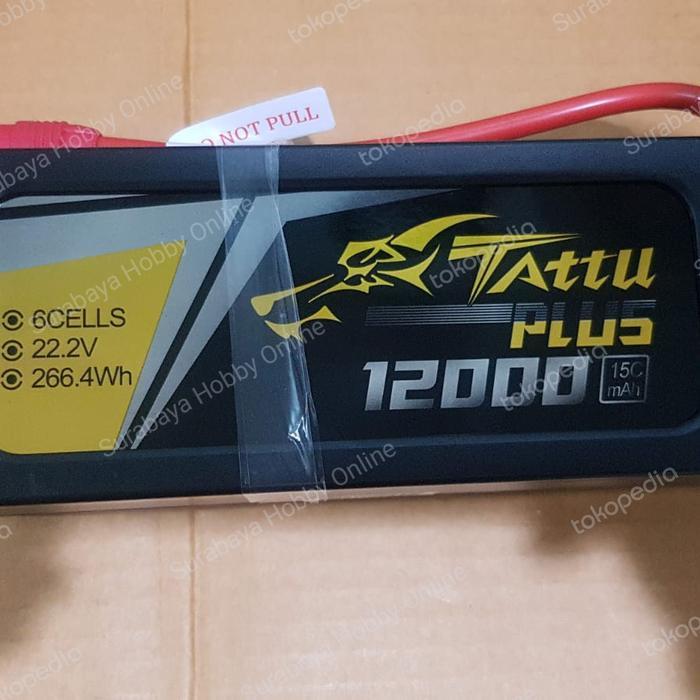 O NOT PULL
TATTU
PLUS
12000
15C
mAh
6CELLS
22.2V
266.4Wh
Surabaya Hobby Online
tokopedia